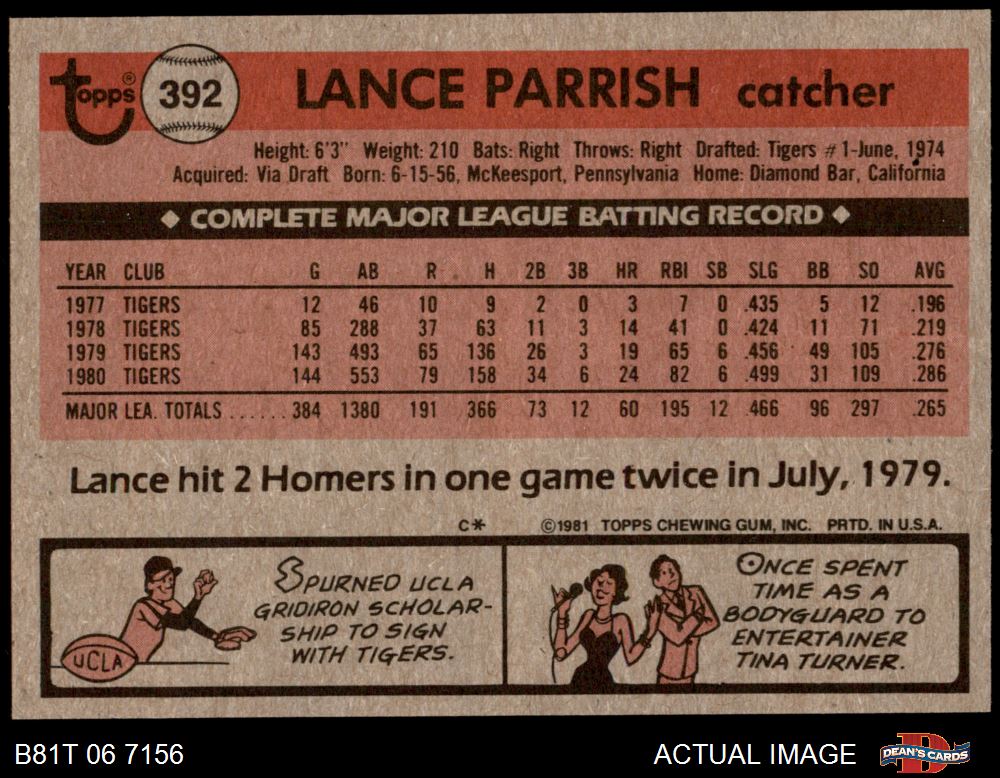 Topps® 392 LANCE PARRISH catcher
Height: 6'3" Weight: 210 Bats: Right Throws: Right Drafted: Tigers #1-June, 1974
Acquired: Via Draft Born: 6-15-56, McKeesport, Pennsylvania Home: Diamond Bar, California
◆ COMPLETE MAJOR LEAGUE BATTING RECORD ◆
YEAR CLUB G AB R H 2B 3B HR RBI SB SLG BB SO AVG
1977 TIGERS 12 46 10 9 2 0 3 7 0 .435 5 12 .196
1978 TIGERS 85 288 37 63 11 3 14 41 0 .424 11 71 .219
1979 TIGERS 143 493 65 136 26 3 19 65 6 .456 49 105 .276
1980 TIGERS 144 553 79 158 34 6 24 82 6 .499 31 109 .286
MAJOR LEA. TOTALS ...... 384 1380 191 366 73 12 60 195 12 .466 96 297 .265
Lance hit 2 Homers in one game twice in July, 1979.
C* ©1981 TOPPS CHEWING GUM, INC. PRTD. IN U.S.A.
SPURNED UCLA
GRIDIRON SCHOLAR-
SHIP TO SIGN
WITH TIGERS.
UCLA
ONCE SPENT
TIME AS A
BODYGUARD TO
ENTERTAINER
TINA TURNER.
B81T 06 7156 ACTUAL IMAGE DEAN'S CARDS